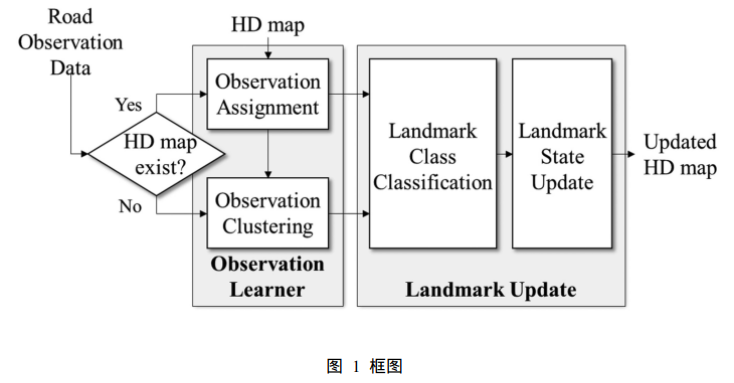 Road
Observation
Data
HD map
Yes
HD map
exist?
No
Observation
Assignment
Observation
Clustering
Observation
Learner
Landmark
Class
Classification
Landmark
State
Update
Landmark Update
Updated
HD map
图 1 框图